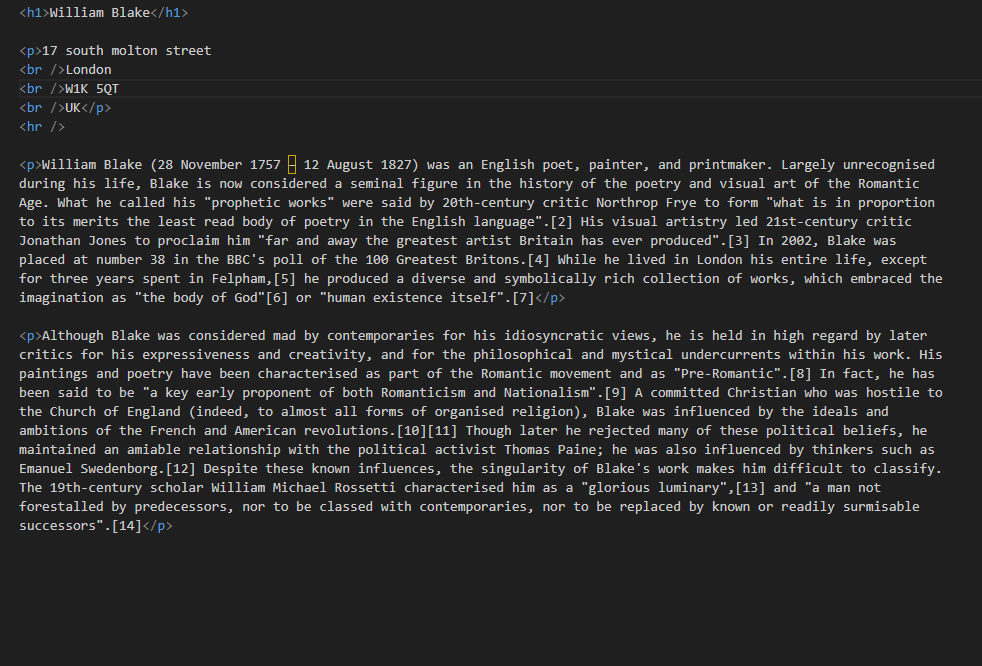 <h1>William Blake</h1>
<p>17 south molton street
<br />London
<br />W1K 5QT
<br />UK</p>
<hr />
<p>William Blake (28 November 1757 – 12 August 1827) was an English poet, painter, and printmaker. Largely unrecognised
during his life, Blake is now considered a seminal figure in the history of the poetry and visual art of the Romantic
Age. What he called his "prophetic works" were said by 20th-century critic Northrop Frye to form "what is in proportion
to its merits the least read body of poetry in the English language".[2] His visual artistry led 21st-century critic
Jonathan Jones to proclaim him "far and away the greatest artist Britain has ever produced".[3] In 2002, Blake was
placed at number 38 in the BBC's poll of the 100 Greatest Britons.[4] While he lived in London his entire life, except
for three years spent in Felpham,[5] he produced a diverse and symbolically rich collection of works, which embraced the
imagination as "the body of God"[6] or "human existence itself".[7]</p>
<p>Although Blake was considered mad by contemporaries for his idiosyncratic views, he is held in high regard by later
critics for his expressiveness and creativity, and for the philosophical and mystical undercurrents within his work. His
paintings and poetry have been characterised as part of the Romantic movement and as "Pre-Romantic".[8] In fact, he has
been said to be "a key early proponent of both Romanticism and Nationalism".[9] A committed Christian who was hostile to
the Church of England (indeed, to almost all forms of organised religion), Blake was influenced by the ideals and
ambitions of the French and American revolutions.[10][11] Though later he rejected many of these political beliefs, he
maintained an amiable relationship with the political activist Thomas Paine; he was also influenced by thinkers such as
Emanuel Swedenborg.[12] Despite these known influences, the singularity of Blake's work makes him difficult to classify.
The 19th-century scholar William Michael Rossetti characterised him as a "glorious luminary",[13] and "a man not
forestalled by predecessors, nor to be classed with contemporaries, nor to be replaced by known or readily surmisable
successors".[14]</p>